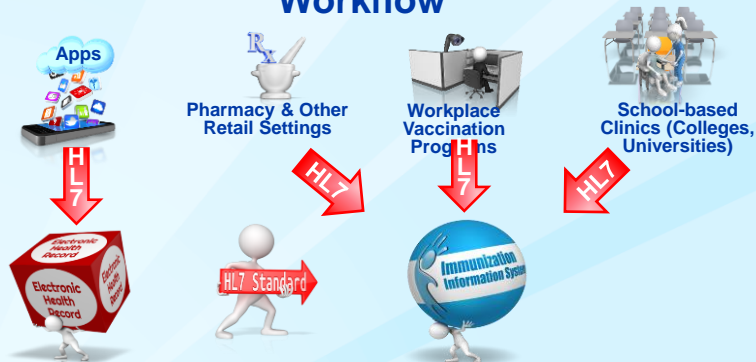 Workflow
Apps
Rx
Pharmacy & Other
Retail Settings
Workplace
Vaccination
Programs
School-based
Clinics (Colleges,
Universities)
HL7
HL7
HL7
HL7
Electronic
Health
Record
Electronic
Health
Record
Electronic
Health
Record
HL7 Standard
Immunization
Information System